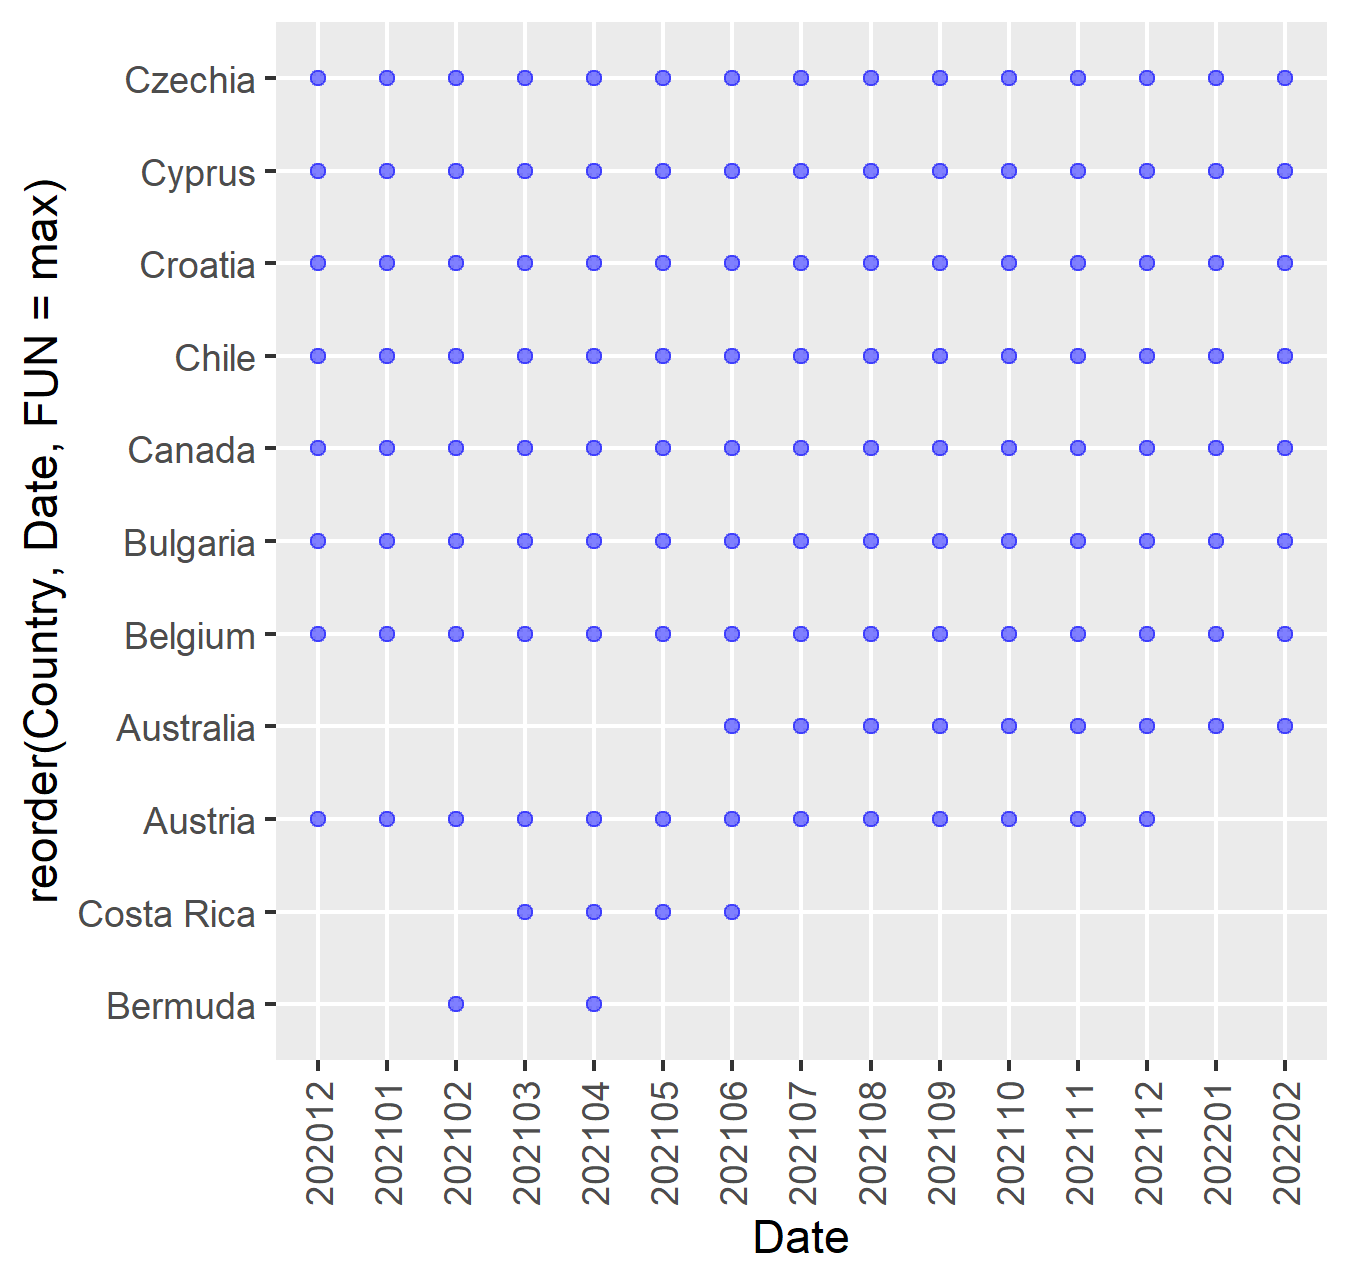 reorder(Country, Date, FUN = max)
Czechia
Cyprus
Croatia
Chile
Canada
Bulgaria
Belgium
Australia
Austria
Costa Rica
Bermuda
202012
202101
202102
202103
202104
202105
202106
202107
202108
202109
202110
202111
202112
202201
202202
Date